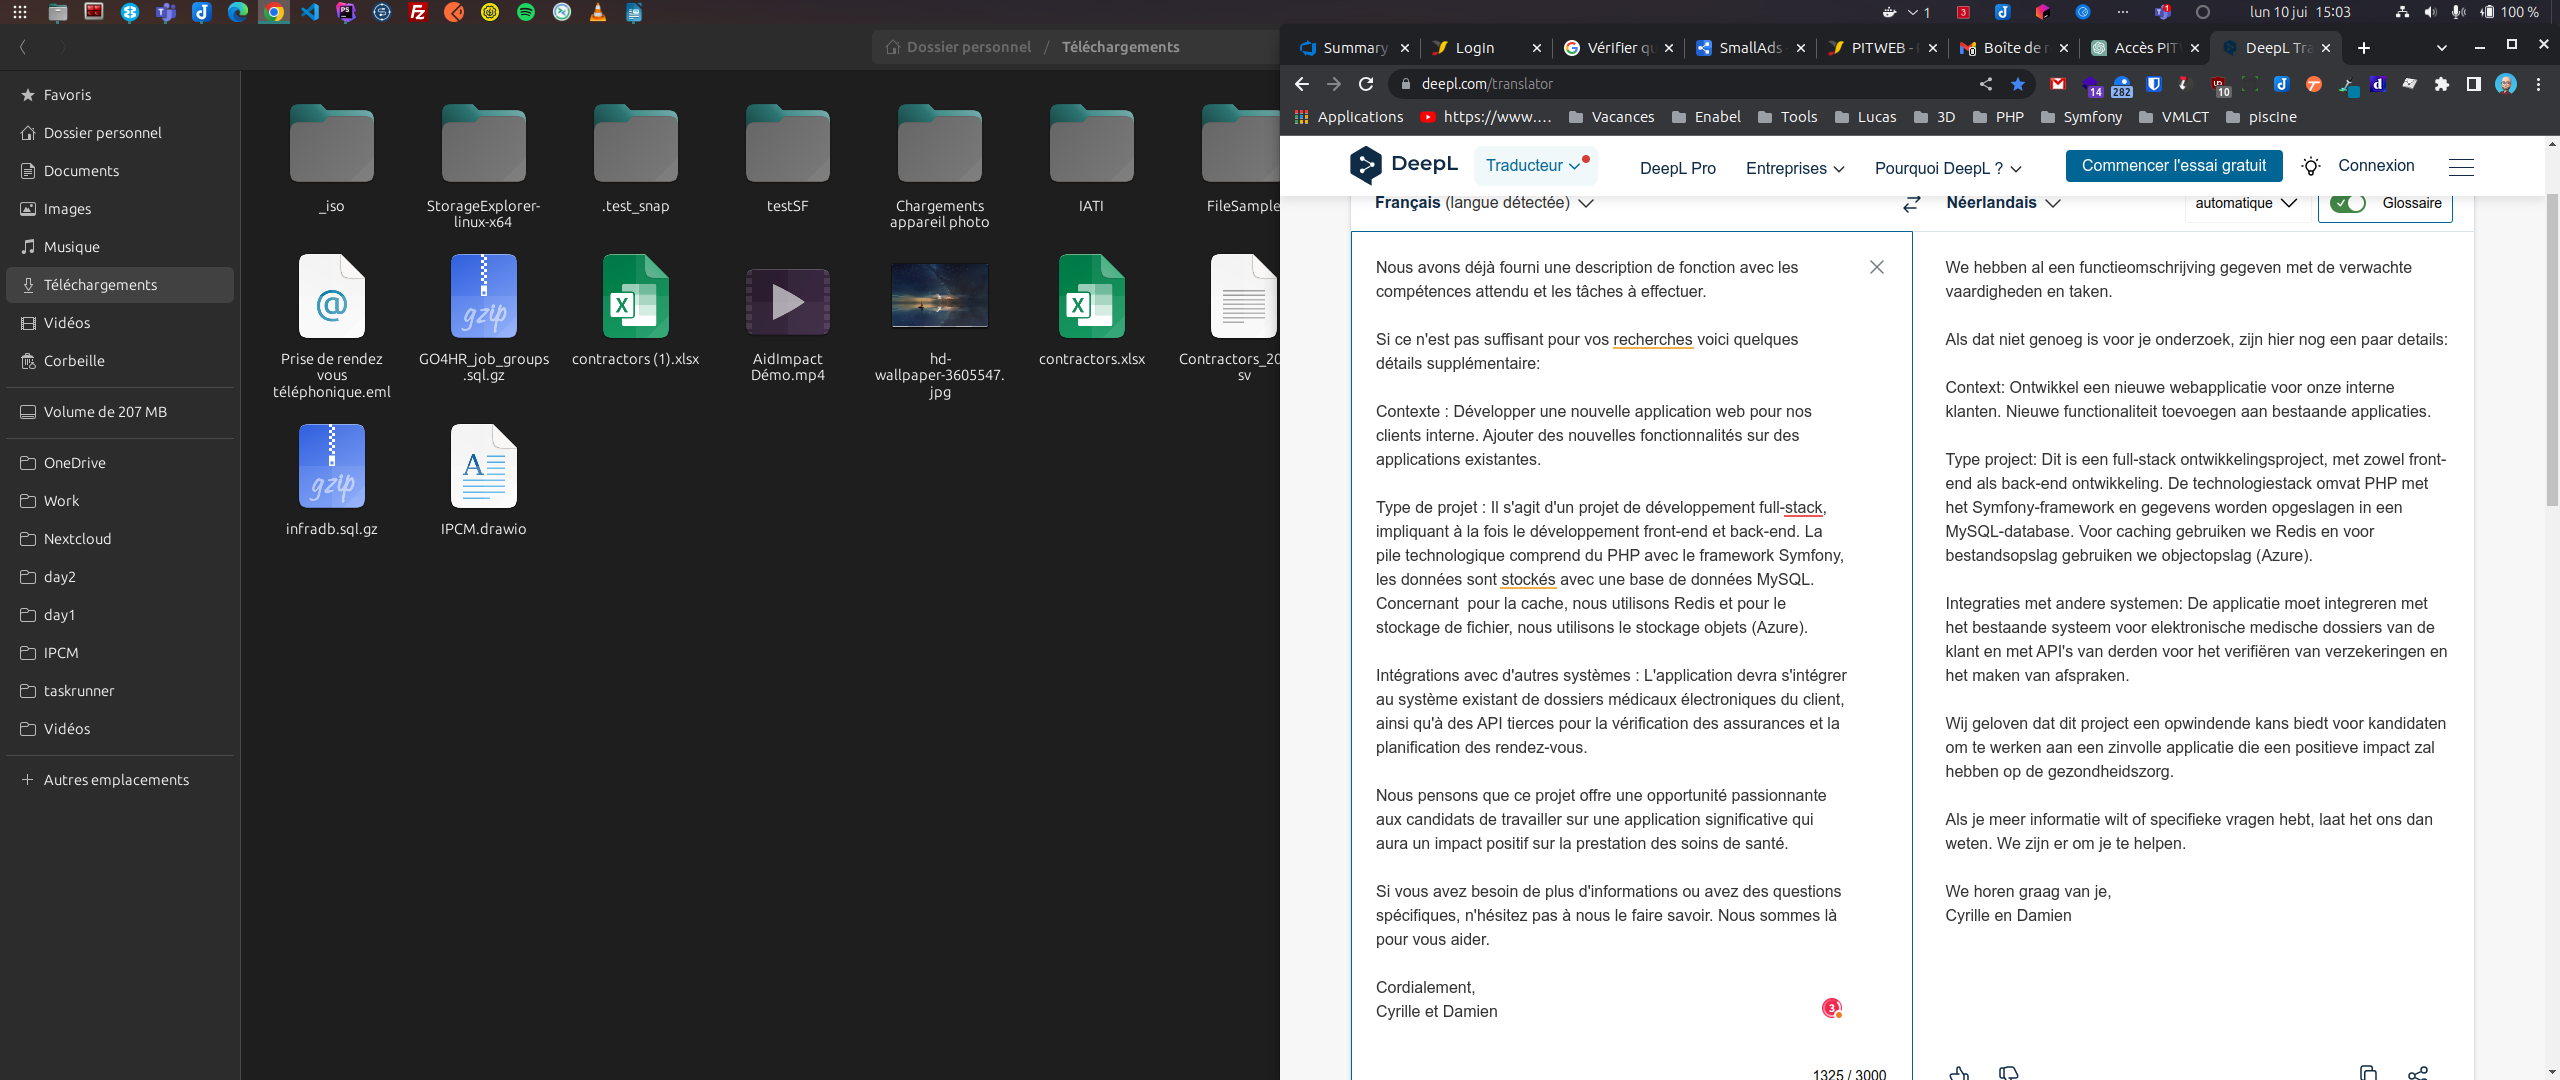 lun 10 jui 15:03
100 %
Dossier personnel / Téléchargements
Favoris
Dossier personnel
Documents
Images
Musique
Téléchargements
Vidéos
Corbeille
Volume de 207 MB
OneDrive
Work
Nextcloud
day2
day1
IPCM
taskrunner
Vidéos
Autres emplacements
_iso
StorageExplorer-
linux-x64
.test_snap
testSF
Chargements
appareil photo
IATI
FileSample
Prise de rendez
vous
téléphonique.eml
GO4HR_job_groups
.sql.gz
contractors (1).xlsx
AidImpact
Démo.mp4
hd-
wallpaper-3605547.
jpg
contractors.xlsx
Contractors_20
sv
infradb.sql.gz
IPCM.drawio
Summary
Login
Vérifier qu
SmallAds
PITWEB -
Boîte de r
Accès PIT
DeepL Tra
deepl.com/translator
14
282
10
Applications
https://www....
Vacances
Enabel
Tools
Lucas
3D
PHP
Symfony
VMLCT
piscine
DeepL
Traducteur
DeepL Pro
Entreprises
Pourquoi DeepL ?
Commencer l'essai gratuit
Connexion
Français (langue détectée)
Néerlandais
automatique
Glossaire
Nous avons déjà fourni une description de fonction avec les
compétences attendu et les tâches à effectuer.
Si ce n'est pas suffisant pour vos recherches voici quelques
détails supplémentaire:
Contexte : Développer une nouvelle application web pour nos
clients interne. Ajouter des nouvelles fonctionnalités sur des
applications existantes.
Type de projet : Il s'agit d'un projet de développement full-stack,
impliquant à la fois le développement front-end et back-end. La
pile technologique comprend du PHP avec le framework Symfony,
les données sont stockés avec une base de données MySQL.
Concernant  pour la cache, nous utilisons Redis et pour le
stockage de fichier, nous utilisons le stockage objets (Azure).
Intégrations avec d'autres systèmes : L'application devra s'intégrer
au système existant de dossiers médicaux électroniques du client,
ainsi qu'à des API tierces pour la vérification des assurances et la
planification des rendez-vous.
Nous pensons que ce projet offre une opportunité passionnante
aux candidats de travailler sur une application significative qui
aura un impact positif sur la prestation des soins de santé.
Si vous avez besoin de plus d'informations ou avez des questions
spécifiques, n'hésitez pas à nous le faire savoir. Nous sommes là
pour vous aider.
Cordialement,
Cyrille et Damien
3
1325 / 3000
We hebben al een functieomschrijving gegeven met de verwachte
vaardigheden en taken.
Als dat niet genoeg is voor je onderzoek, zijn hier nog een paar details:
Context: Ontwikkel een nieuwe webapplicatie voor onze interne
klanten. Nieuwe functionaliteit toevoegen aan bestaande applicaties.
Type project: Dit is een full-stack ontwikkelingsproject, met zowel front-
end als back-end ontwikkeling. De technologiestack omvat PHP met
het Symfony-framework en gegevens worden opgeslagen in een
MySQL-database. Voor caching gebruiken we Redis en voor
bestandsopslag gebruiken we objectopslag (Azure).
Integraties met andere systemen: De applicatie moet integreren met
het bestaande systeem voor elektronische medische dossiers van de
klant en met API's van derden voor het verifiëren van verzekeringen en
het maken van afspraken.
Wij geloven dat dit project een opwindende kans biedt voor kandidaten
om te werken aan een zinvolle applicatie die een positieve impact zal
hebben op de gezondheidszorg.
Als je meer informatie wilt of specifieke vragen hebt, laat het ons dan
weten. We zijn er om je te helpen.
We horen graag van je,
Cyrille en Damien